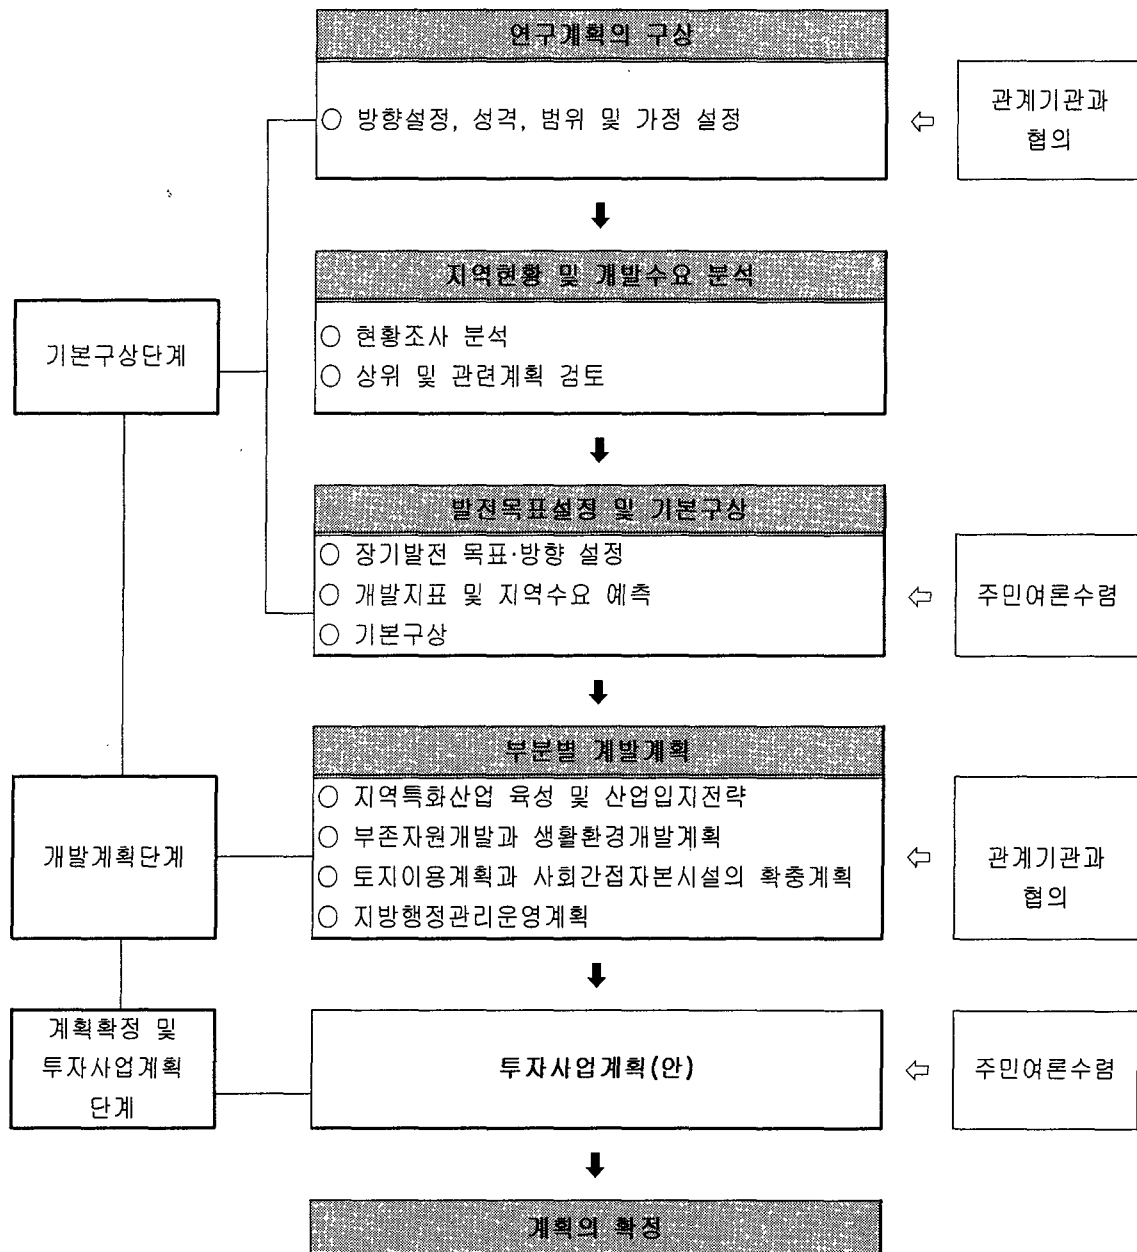 연구계획의 구상
○ 방향설정, 성격, 범위 및 가정 설정
관계기관과
협의
지역현황 및 개발수요 분석
○ 현황조사 분석
○ 상위 및 관련계획 검토
기본구상단계
발전목표설정 및 기본구상
○ 장기발전 목표·방향 설정
○ 개발지표 및 지역수요 예측
○ 기본구상
주민여론수렴
부분별 계발계획
○ 지역특화산업 육성 및 산업입지전략
○ 부존자원개발과 생활환경개발계획
○ 토지이용계획과 사회간접자본시설의 확충계획
○ 지방행정관리운영계획
개발계획단계
관계기관과
협의
계획확정 및
투자사업계획
단계
투자사업계획(안)
주민여론수렴
계획의 확정